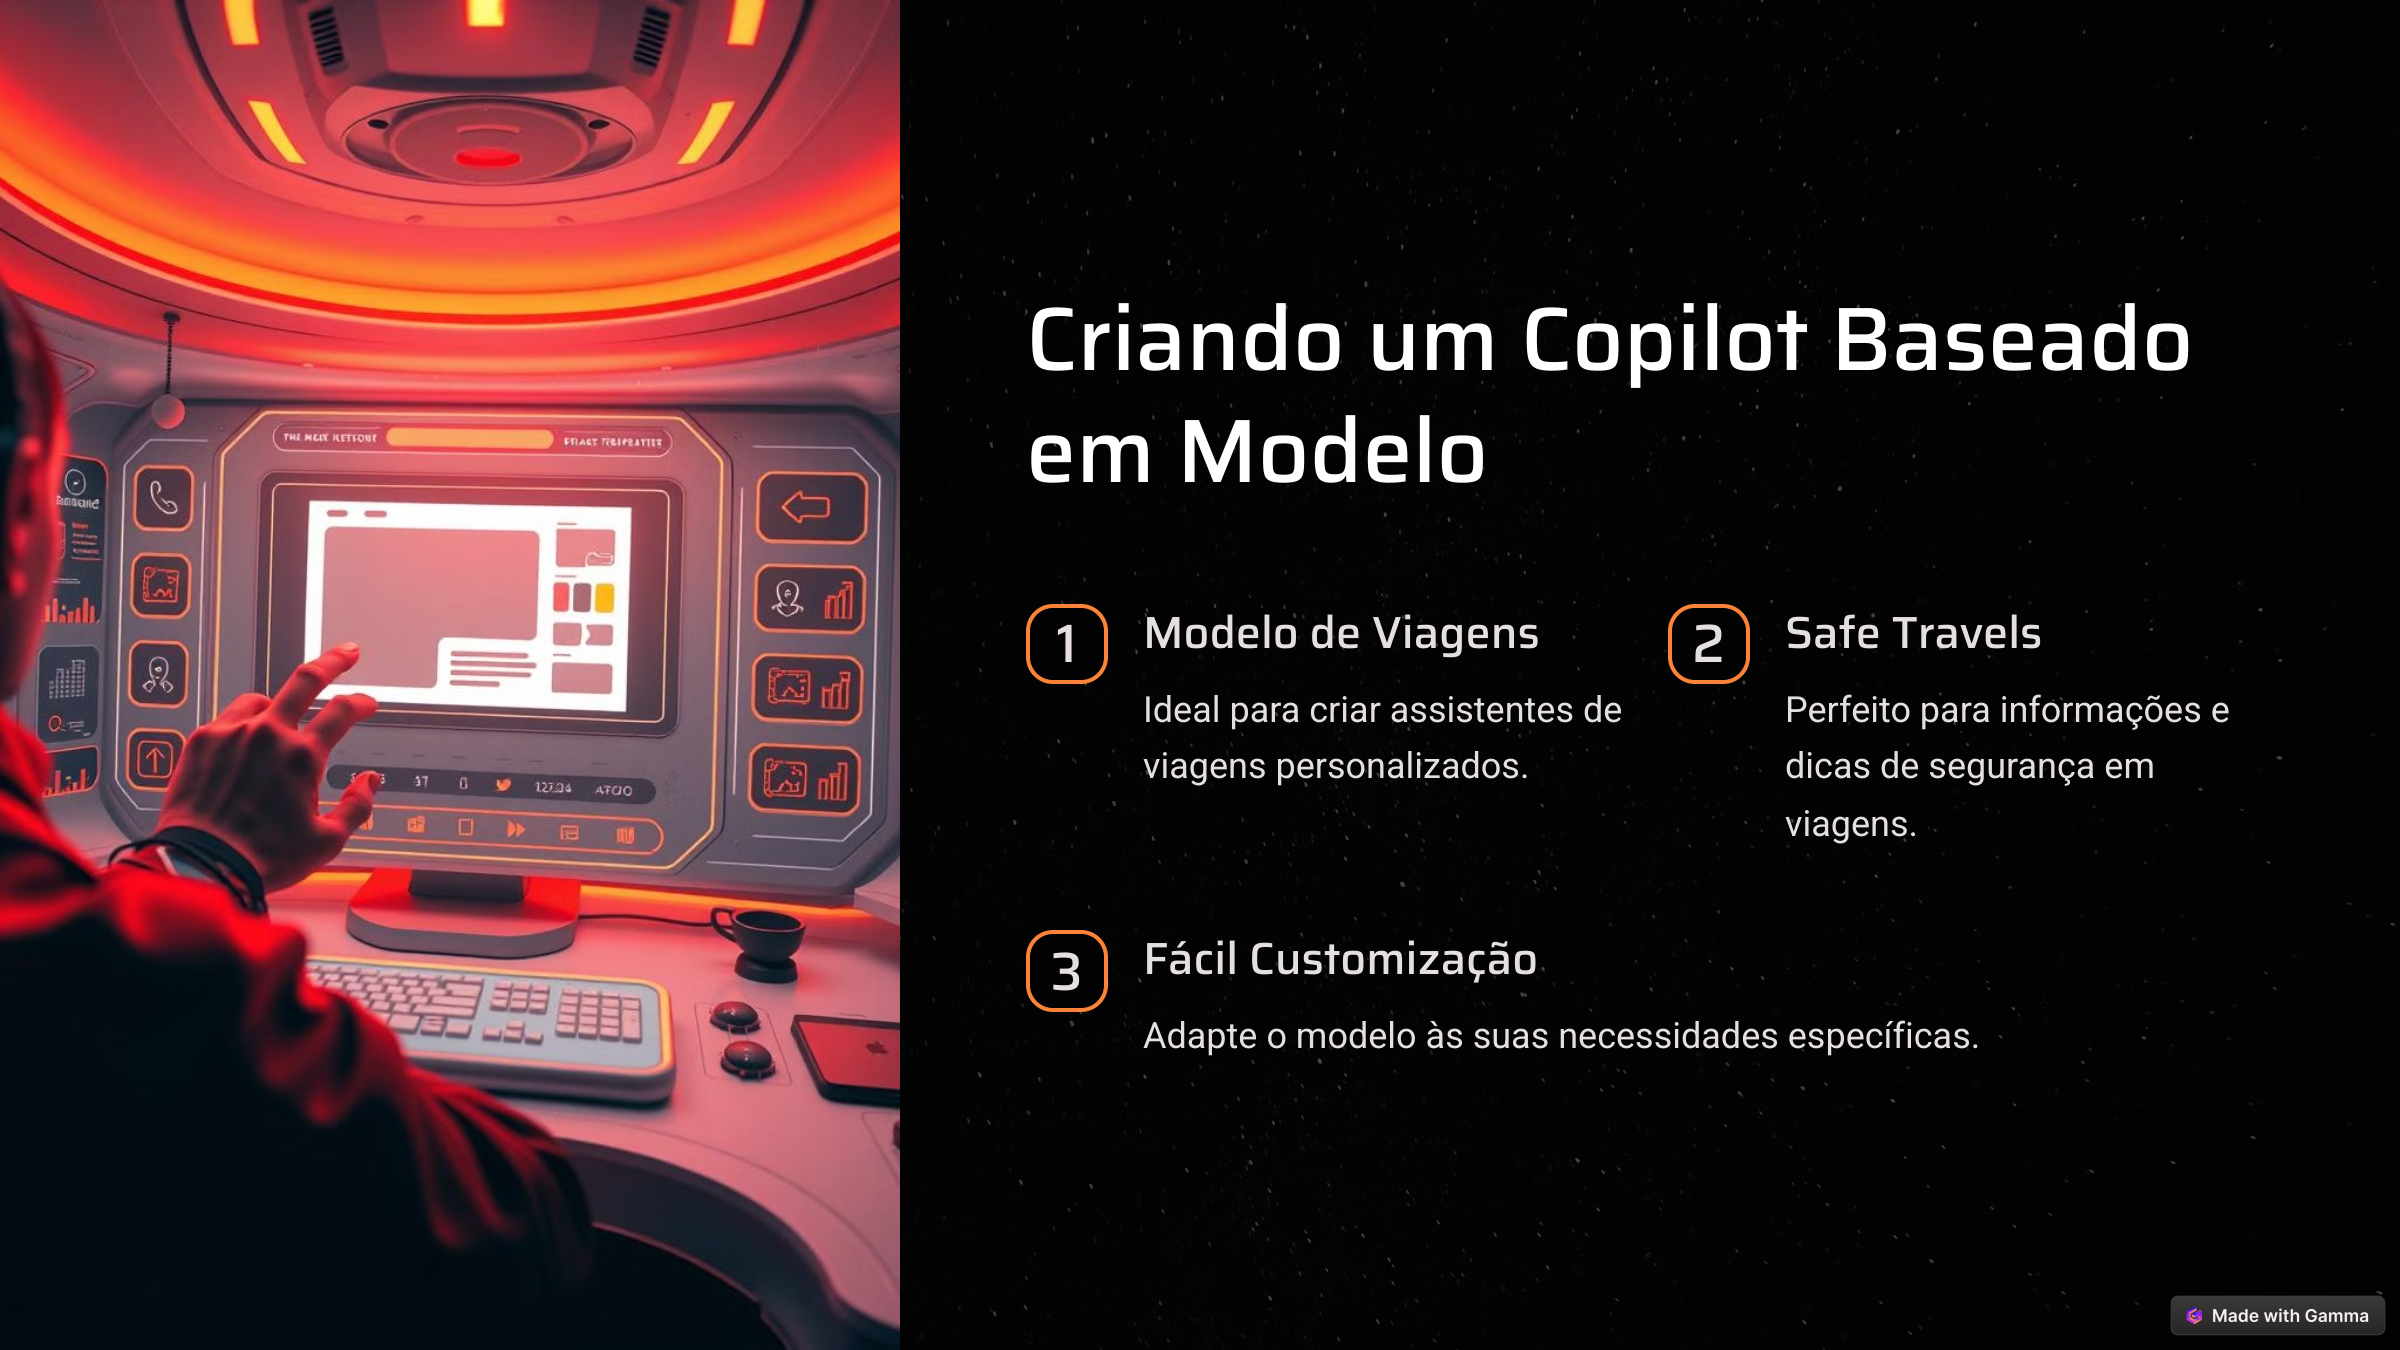 Criando um Copilot Baseado
em Modelo
1
Modelo de Viagens
Ideal para criar assistentes de
viagens personalizados.
2
Safe Travels
Perfeito para informações e
dicas de segurança em
viagens.
3
Fácil Customização
Adapte o modelo às suas necessidades específicas.
Made with Gamma